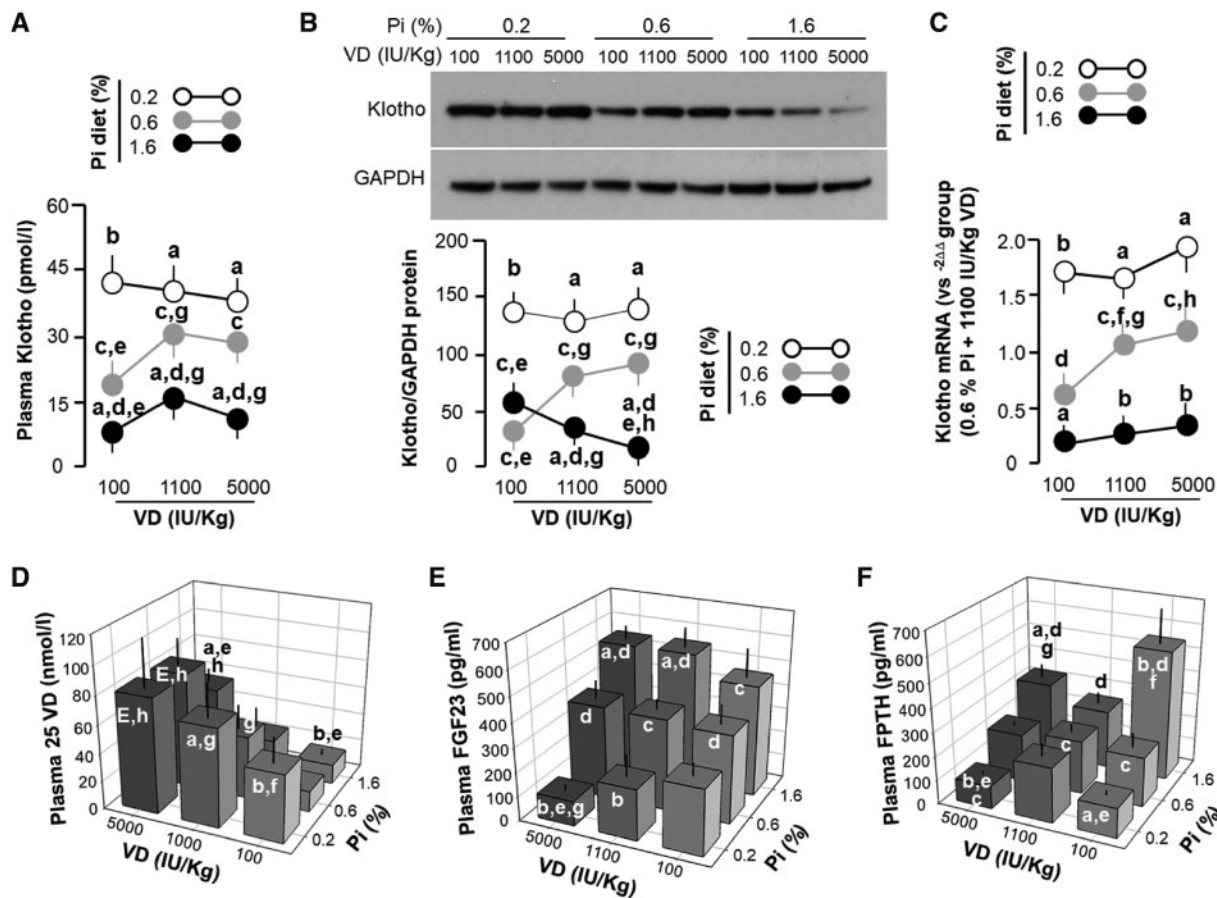 A
Pi diet (%)
0.2
0.6
1.6
Plasma Klotho (pmol/l)
60
45
30
15
0
b
a
a
c,e
c,g
c
a,d,e
a,d,g
a,d,g
100 1100 5000
VD (IU/Kg)
B
Pi (%) 0.2 0.6 1.6
VD (IU/Kg) 100 1100 5000 100 1100 5000 100 1100 5000
Klotho
GAPDH
Klotho/GAPDH protein
200
150
100
50
0
b
a
a
c,e
c,g
c,g
c,e
a,d,g
a,d
e,h
100 1100 5000
VD (IU/Kg)
Pi diet (%)
0.2
0.6
1.6
C
Pi diet (%)
0.2
0.6
1.6
Klotho mRNA (vs -2ΔΔ group
(0.6 % Pi + 1100 IU/Kg VD)
2.0
1.5
1.0
0.5
0
b
a
a
d
c,f,g
c,h
a
b
b
100 1100 5000
VD (IU/Kg)
D
Plasma 25 VD (nmol/l)
120
100
80
60
40
20
0
E,h
E,h
a,e
h
a,g
g
b,f
b,e
5000 1000 100
VD (IU/Kg)
0.2 0.6 1.6
Pi (%)
E
Plasma FGF23 (pg/ml)
700
600
500
400
300
200
100
0
a,d
a,d
c
d
c
d
b,e,g
b
5000 1100 100
VD (IU/Kg)
0.2 0.6 1.6
Pi (%)
F
Plasma FPTH (pg/ml)
700
600
500
400
300
200
100
0
a,d
g
d
b,d
f
c
c
b,e
c
a,e
5000 1100 100
VD (IU/Kg)
0.2 0.6 1.6
Pi (%)